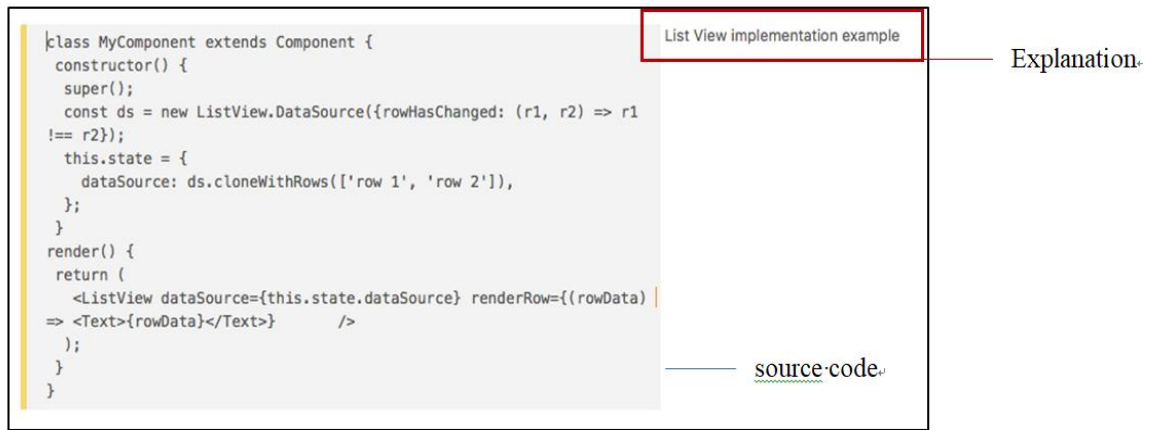 class MyComponent extends Component {
constructor() {
super();
const ds = new ListView.DataSource({rowHasChanged: (r1, r2) => r1
!== r2});
this.state = {
dataSource: ds.cloneWithRows(['row 1', 'row 2']),
};
}
render() {
return (
<ListView dataSource={this.state.dataSource} renderRow={(rowData)
=> <Text>{rowData}</Text>} />
);
}
}
List View implementation example
Explanation
source code